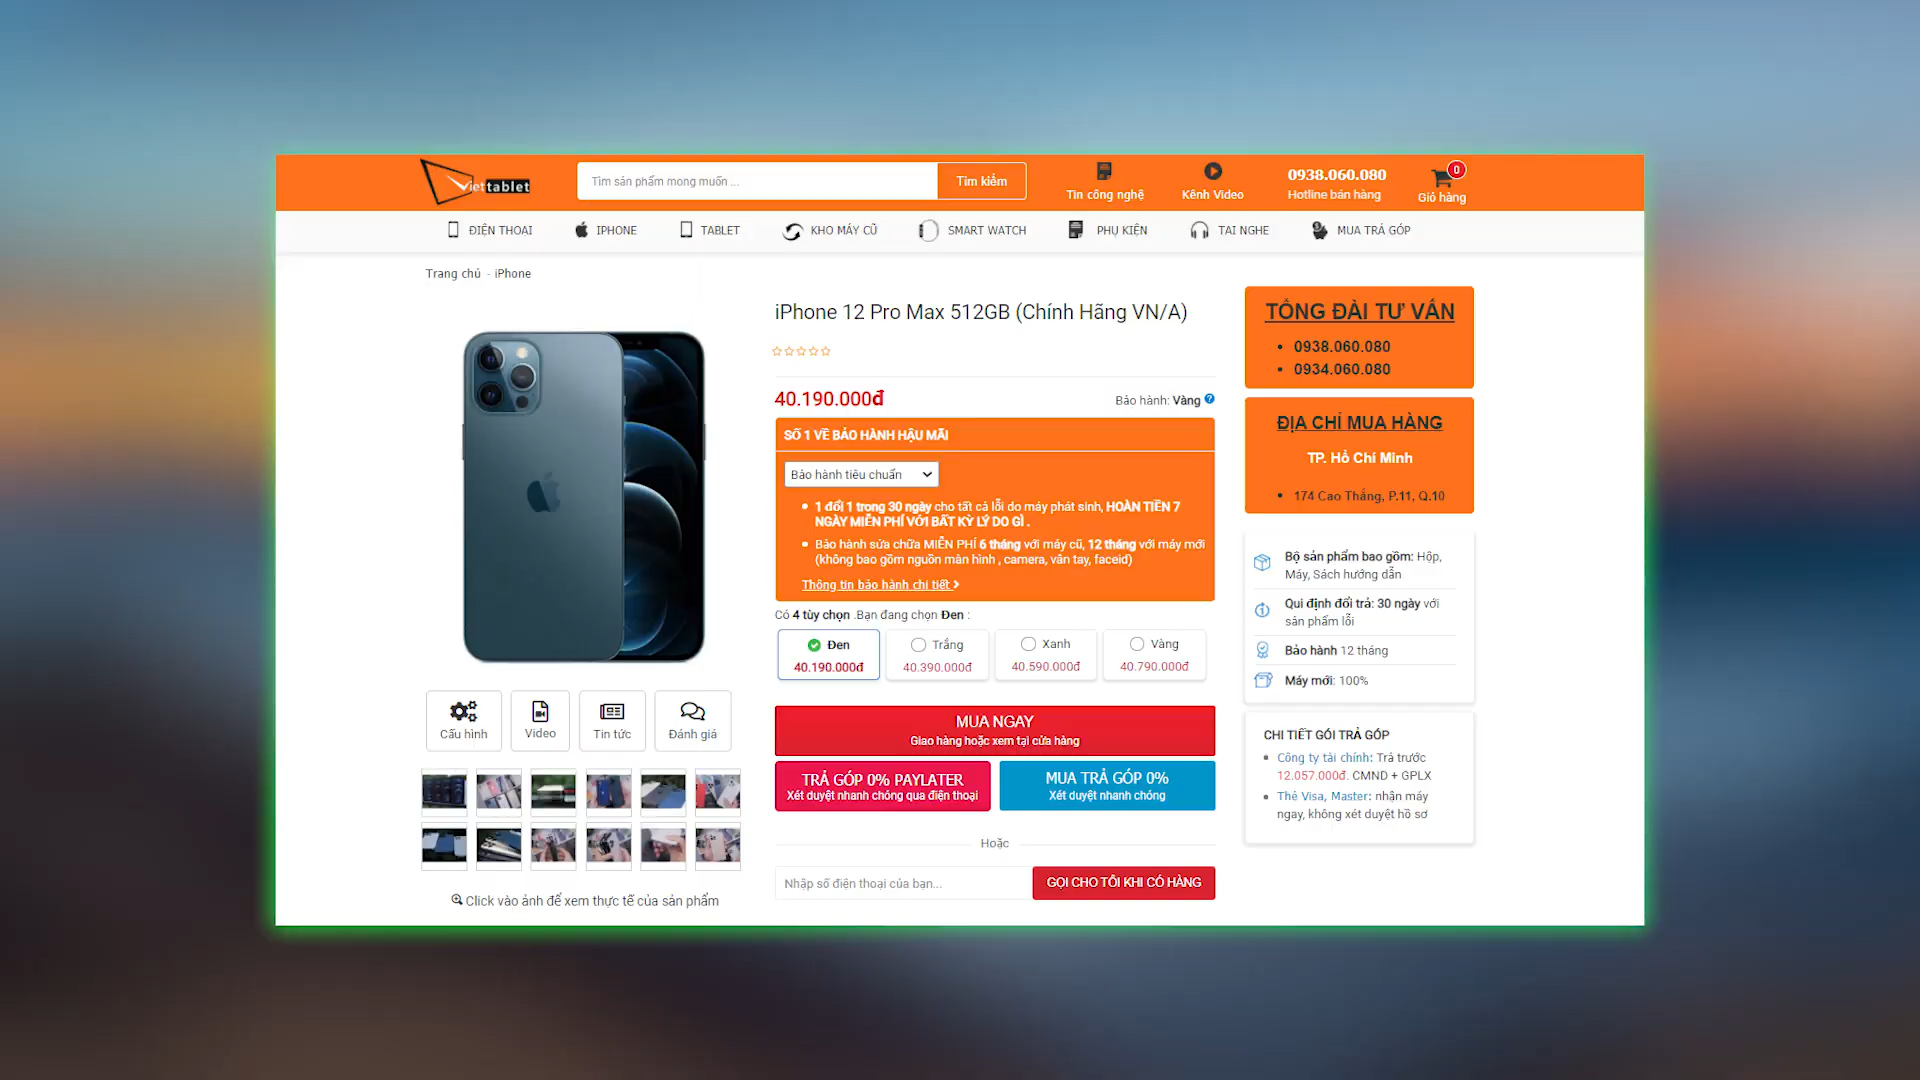 Viettablet
Tìm sản phẩm mong muốn ...
Tìm kiếm
Tin công nghệ
Kênh Video
0938.060.080
Hotline bán hàng
0
Giỏ hàng
ĐIỆN THOẠI
IPHONE
TABLET
KHO MÁY CŨ
SMART WATCH
PHỤ KIỆN
TAI NGHE
MUA TRẢ GÓP
Trang chủ - iPhone
iPhone 12 Pro Max 512GB (Chính Hãng VN/A)
40.190.000đ
Bảo hành: Vàng ?
SỐ 1 VỀ BẢO HÀNH HẬU MÃI
Bảo hành tiêu chuẩn
1 đổi 1 trong 30 ngày cho tất cả lỗi do máy phát sinh, HOÀN TIỀN 7
NGÀY MIỄN PHÍ VỚI BẤT KỲ LÝ DO GÌ .
Bảo hành sửa chữa MIỄN PHÍ 6 tháng với máy cũ, 12 tháng với máy mới
(không bao gồm nguồn màn hình , camera, vân tay, faceid)
Thông tin bảo hành chi tiết
Có 4 tùy chọn .Bạn đang chọn Đen :
Đen
40.190.000đ
Trắng
40.390.000đ
Xanh
40.590.000đ
Vàng
40.790.000đ
MUA NGAY
Giao hàng hoặc xem tại cửa hàng
TRẢ GÓP 0% PAYLATER
Xét duyệt nhanh chóng qua điện thoại
MUA TRẢ GÓP 0%
Xét duyệt nhanh chóng
Hoặc
Nhập số điện thoại của bạn...
GỌI CHO TÔI KHI CÓ HÀNG
Cấu hình
Video
Tin tức
Đánh giá
Click vào ảnh để xem thực tế của sản phẩm
TỔNG ĐÀI TƯ VẤN
0938.060.080
0934.060.080
ĐỊA CHỈ MUA HÀNG
TP. Hồ Chí Minh
174 Cao Thắng, P.11, Q.10
Bộ sản phẩm bao gồm: Hộp,
Máy, Sách hướng dẫn
Qui định đổi trả: 30 ngày với
sản phẩm lỗi
Bảo hành 12 tháng
Máy mới: 100%
CHI TIẾT GÓI TRẢ GÓP
Công ty tài chính: Trả trước
12.057.000đ. CMND + GPLX
Thẻ Visa, Master: nhận máy
ngay, không xét duyệt hồ sơ